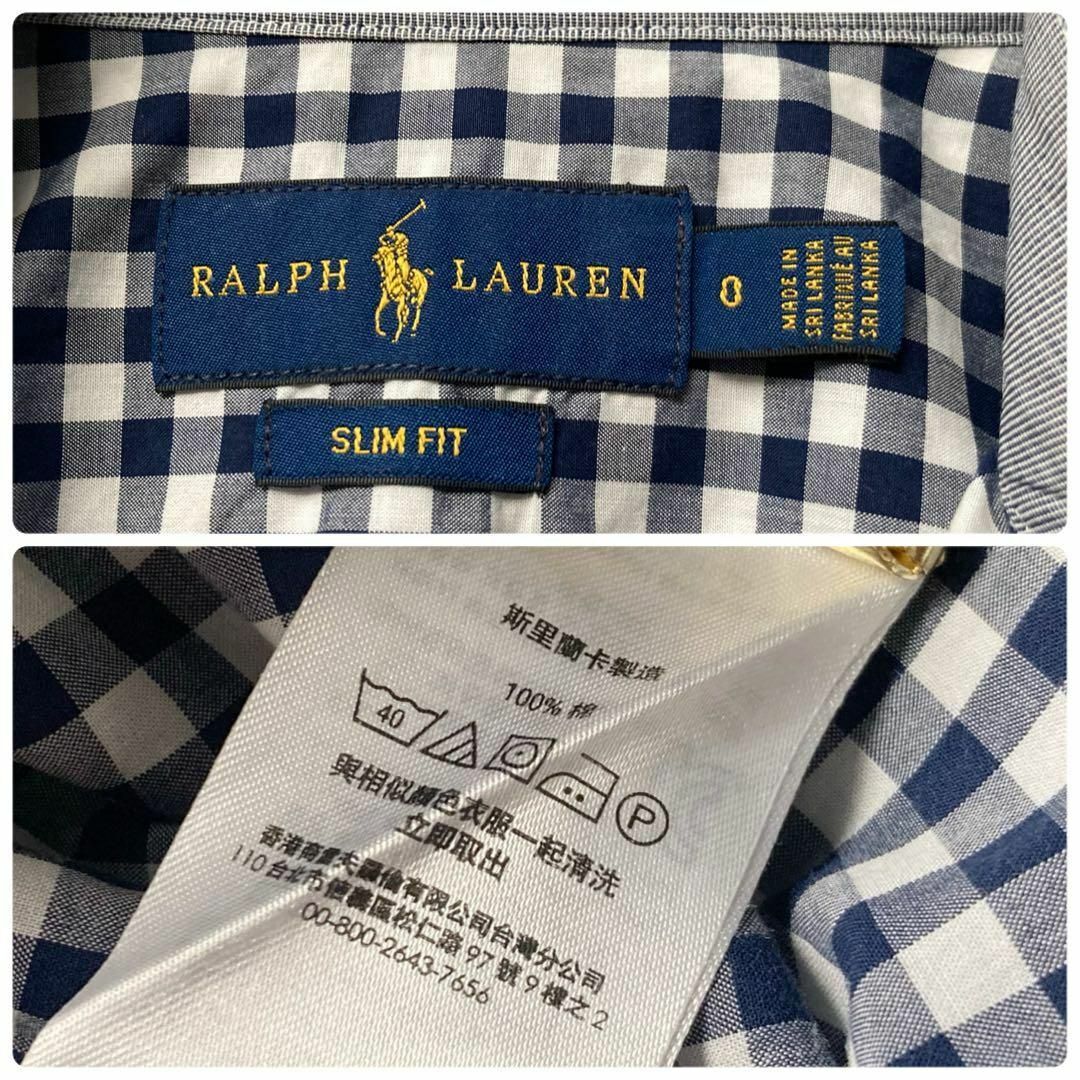 RALPH LAUREN
0
MADE IN
SRI LANKA
FABRIQUÉ AU
SRI LANKA
SLIM FIT
斯里蘭卡製造
100% 棉
40
P
與相似顏色衣服一起清洗
立即取出
香港商雷夫羅倫有限公司台灣分公司
110台北市信義區松仁路 97 號 9 樓之 2
00-800-2643-7656